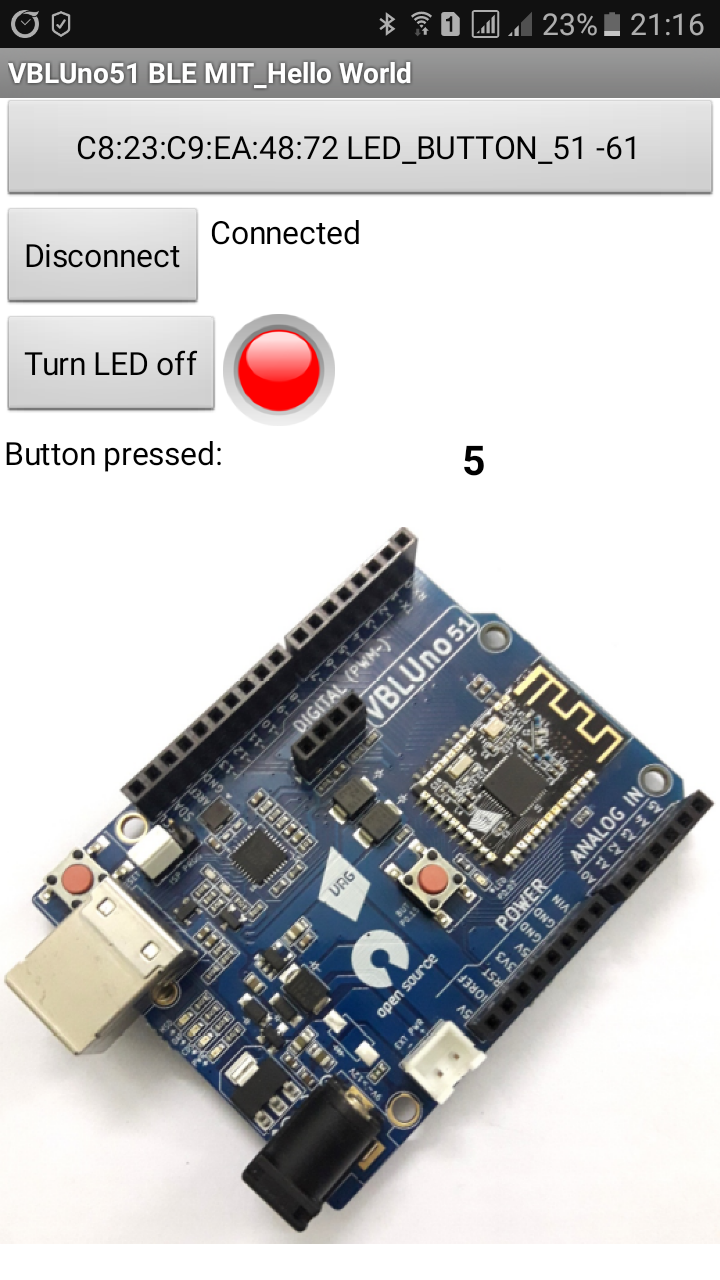 23% 21:16
VBLUno51 BLE MIT_Hello World
C8:23:C9:EA:48:72 LED_BUTTON_51 -61
Disconnect
Connected
Turn LED off
Button pressed:
5
VBLUno51
DIGITAL (PWM~)
ANALOG IN
POWER
VIN
GND
GND
5V
3V3
RST
IOREF
5V
VNG
open source